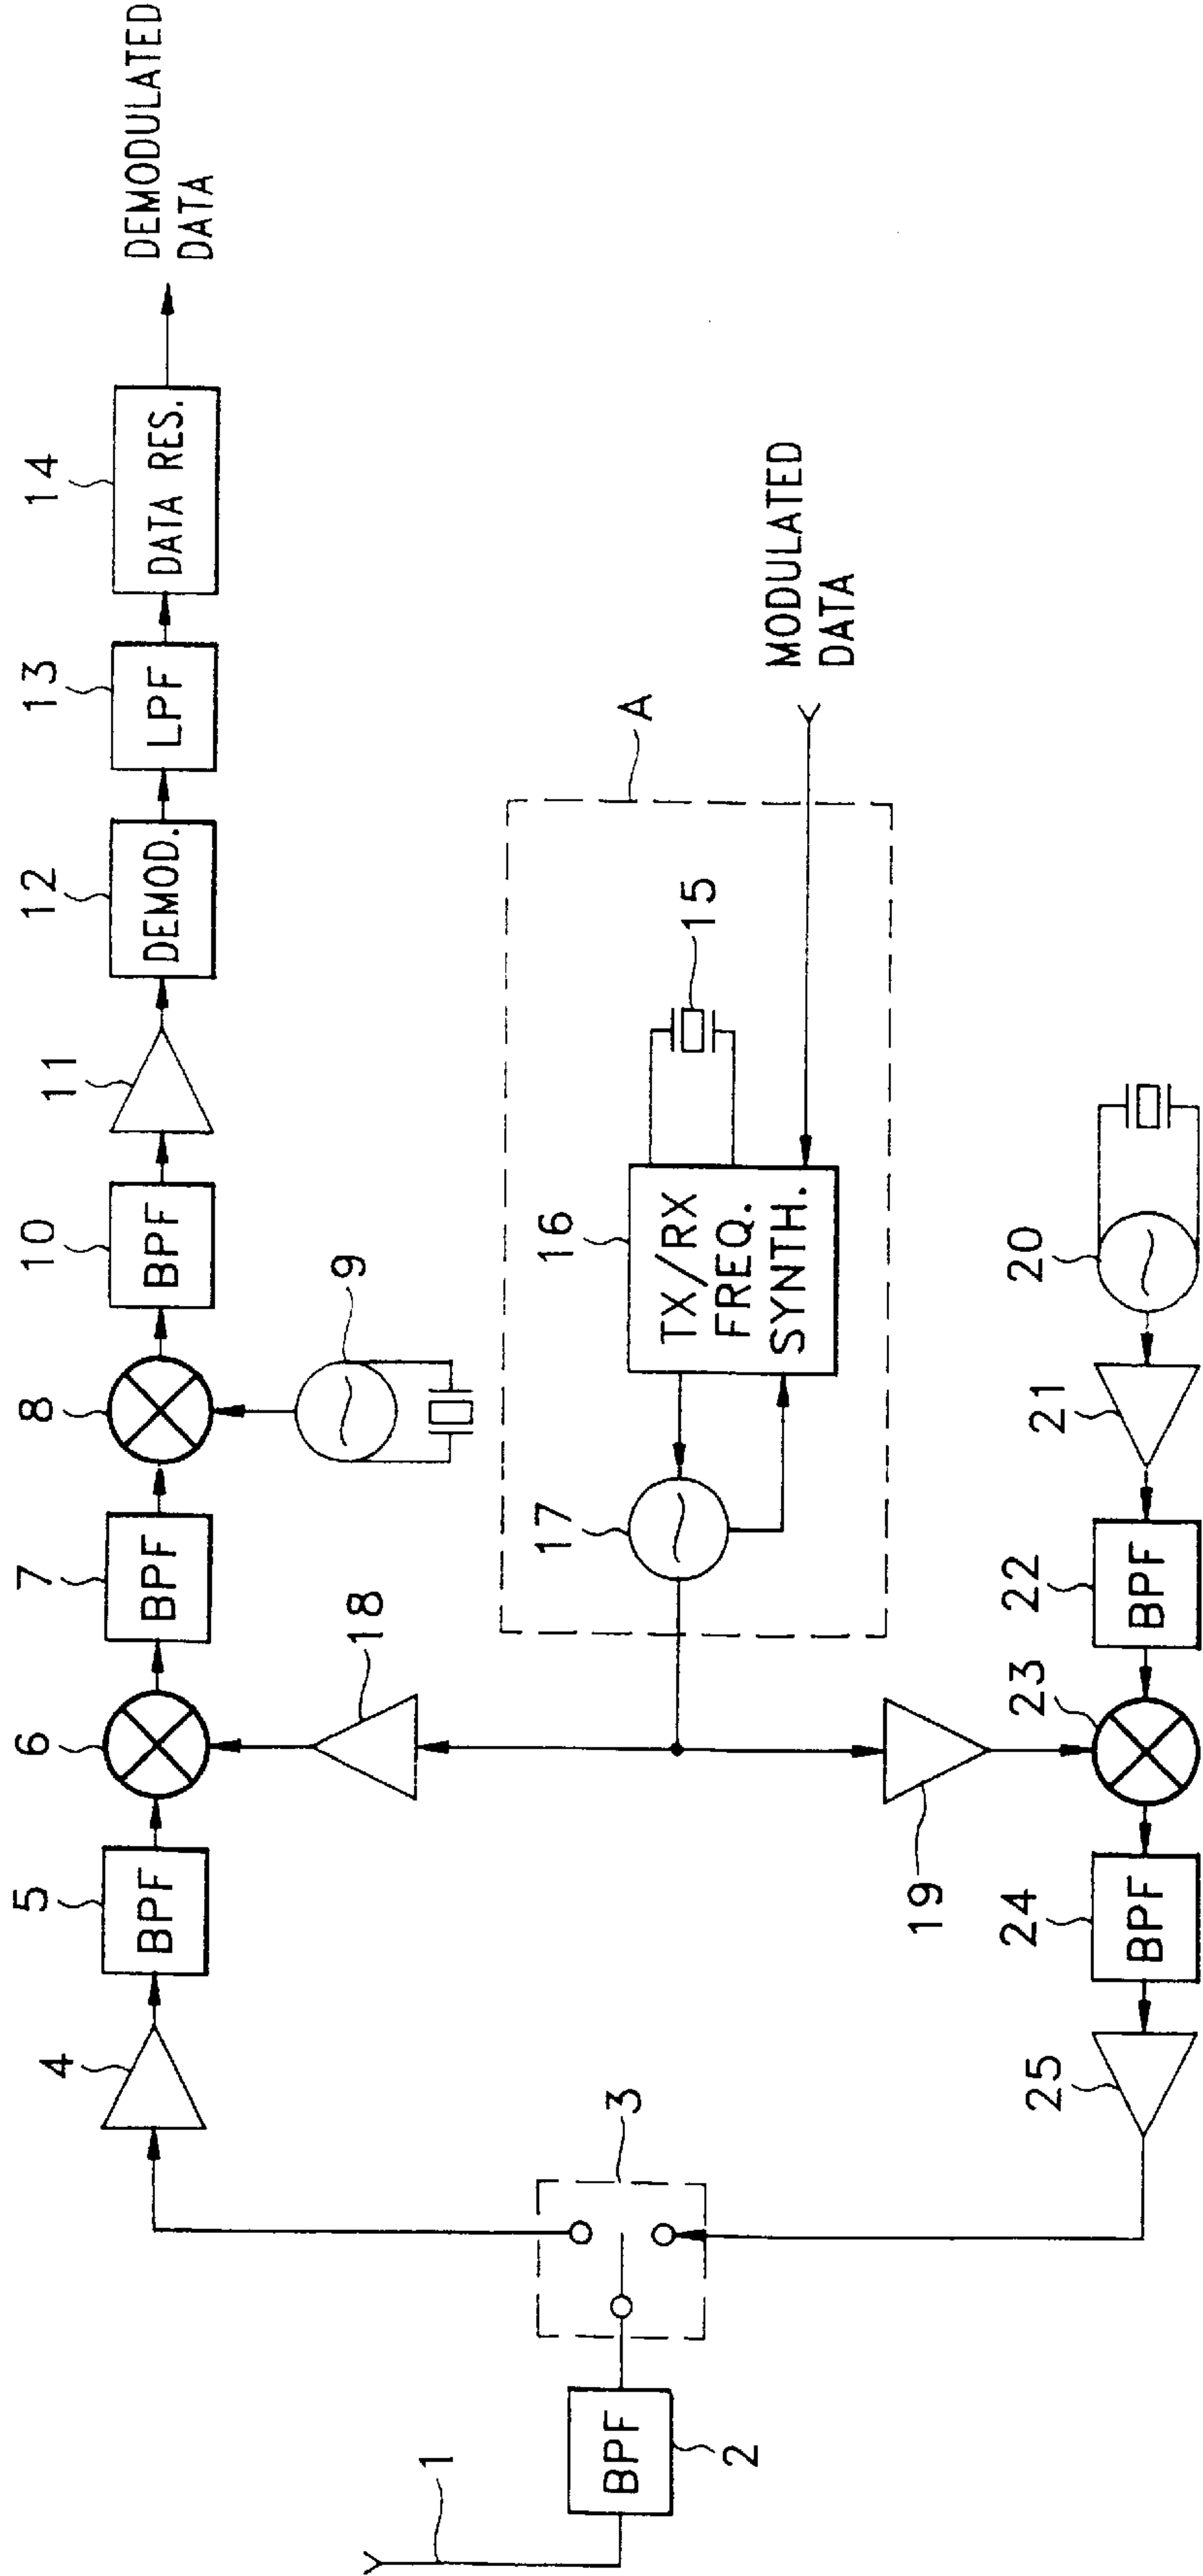 1
BPF
2
3
4
BPF
5
6
BPF
7
8
9
BPF
10
11
DEMOD.
12
LPF
13
DATA RES.
14
DEMODULATED
DATA
18
17
TX/RX
FREQ.
SYNTH.
16
15
A
MODULATED
DATA
19
20
21
BPF
22
23
BPF
24
25